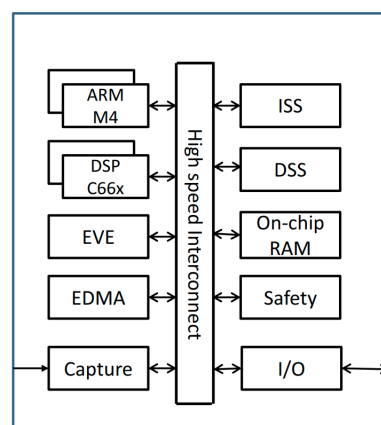 ARM
M4
DSP
C66x
EVE
EDMA
Capture
High speed Interconnect
ISS
DSS
On-chip
RAM
Safety
I/O